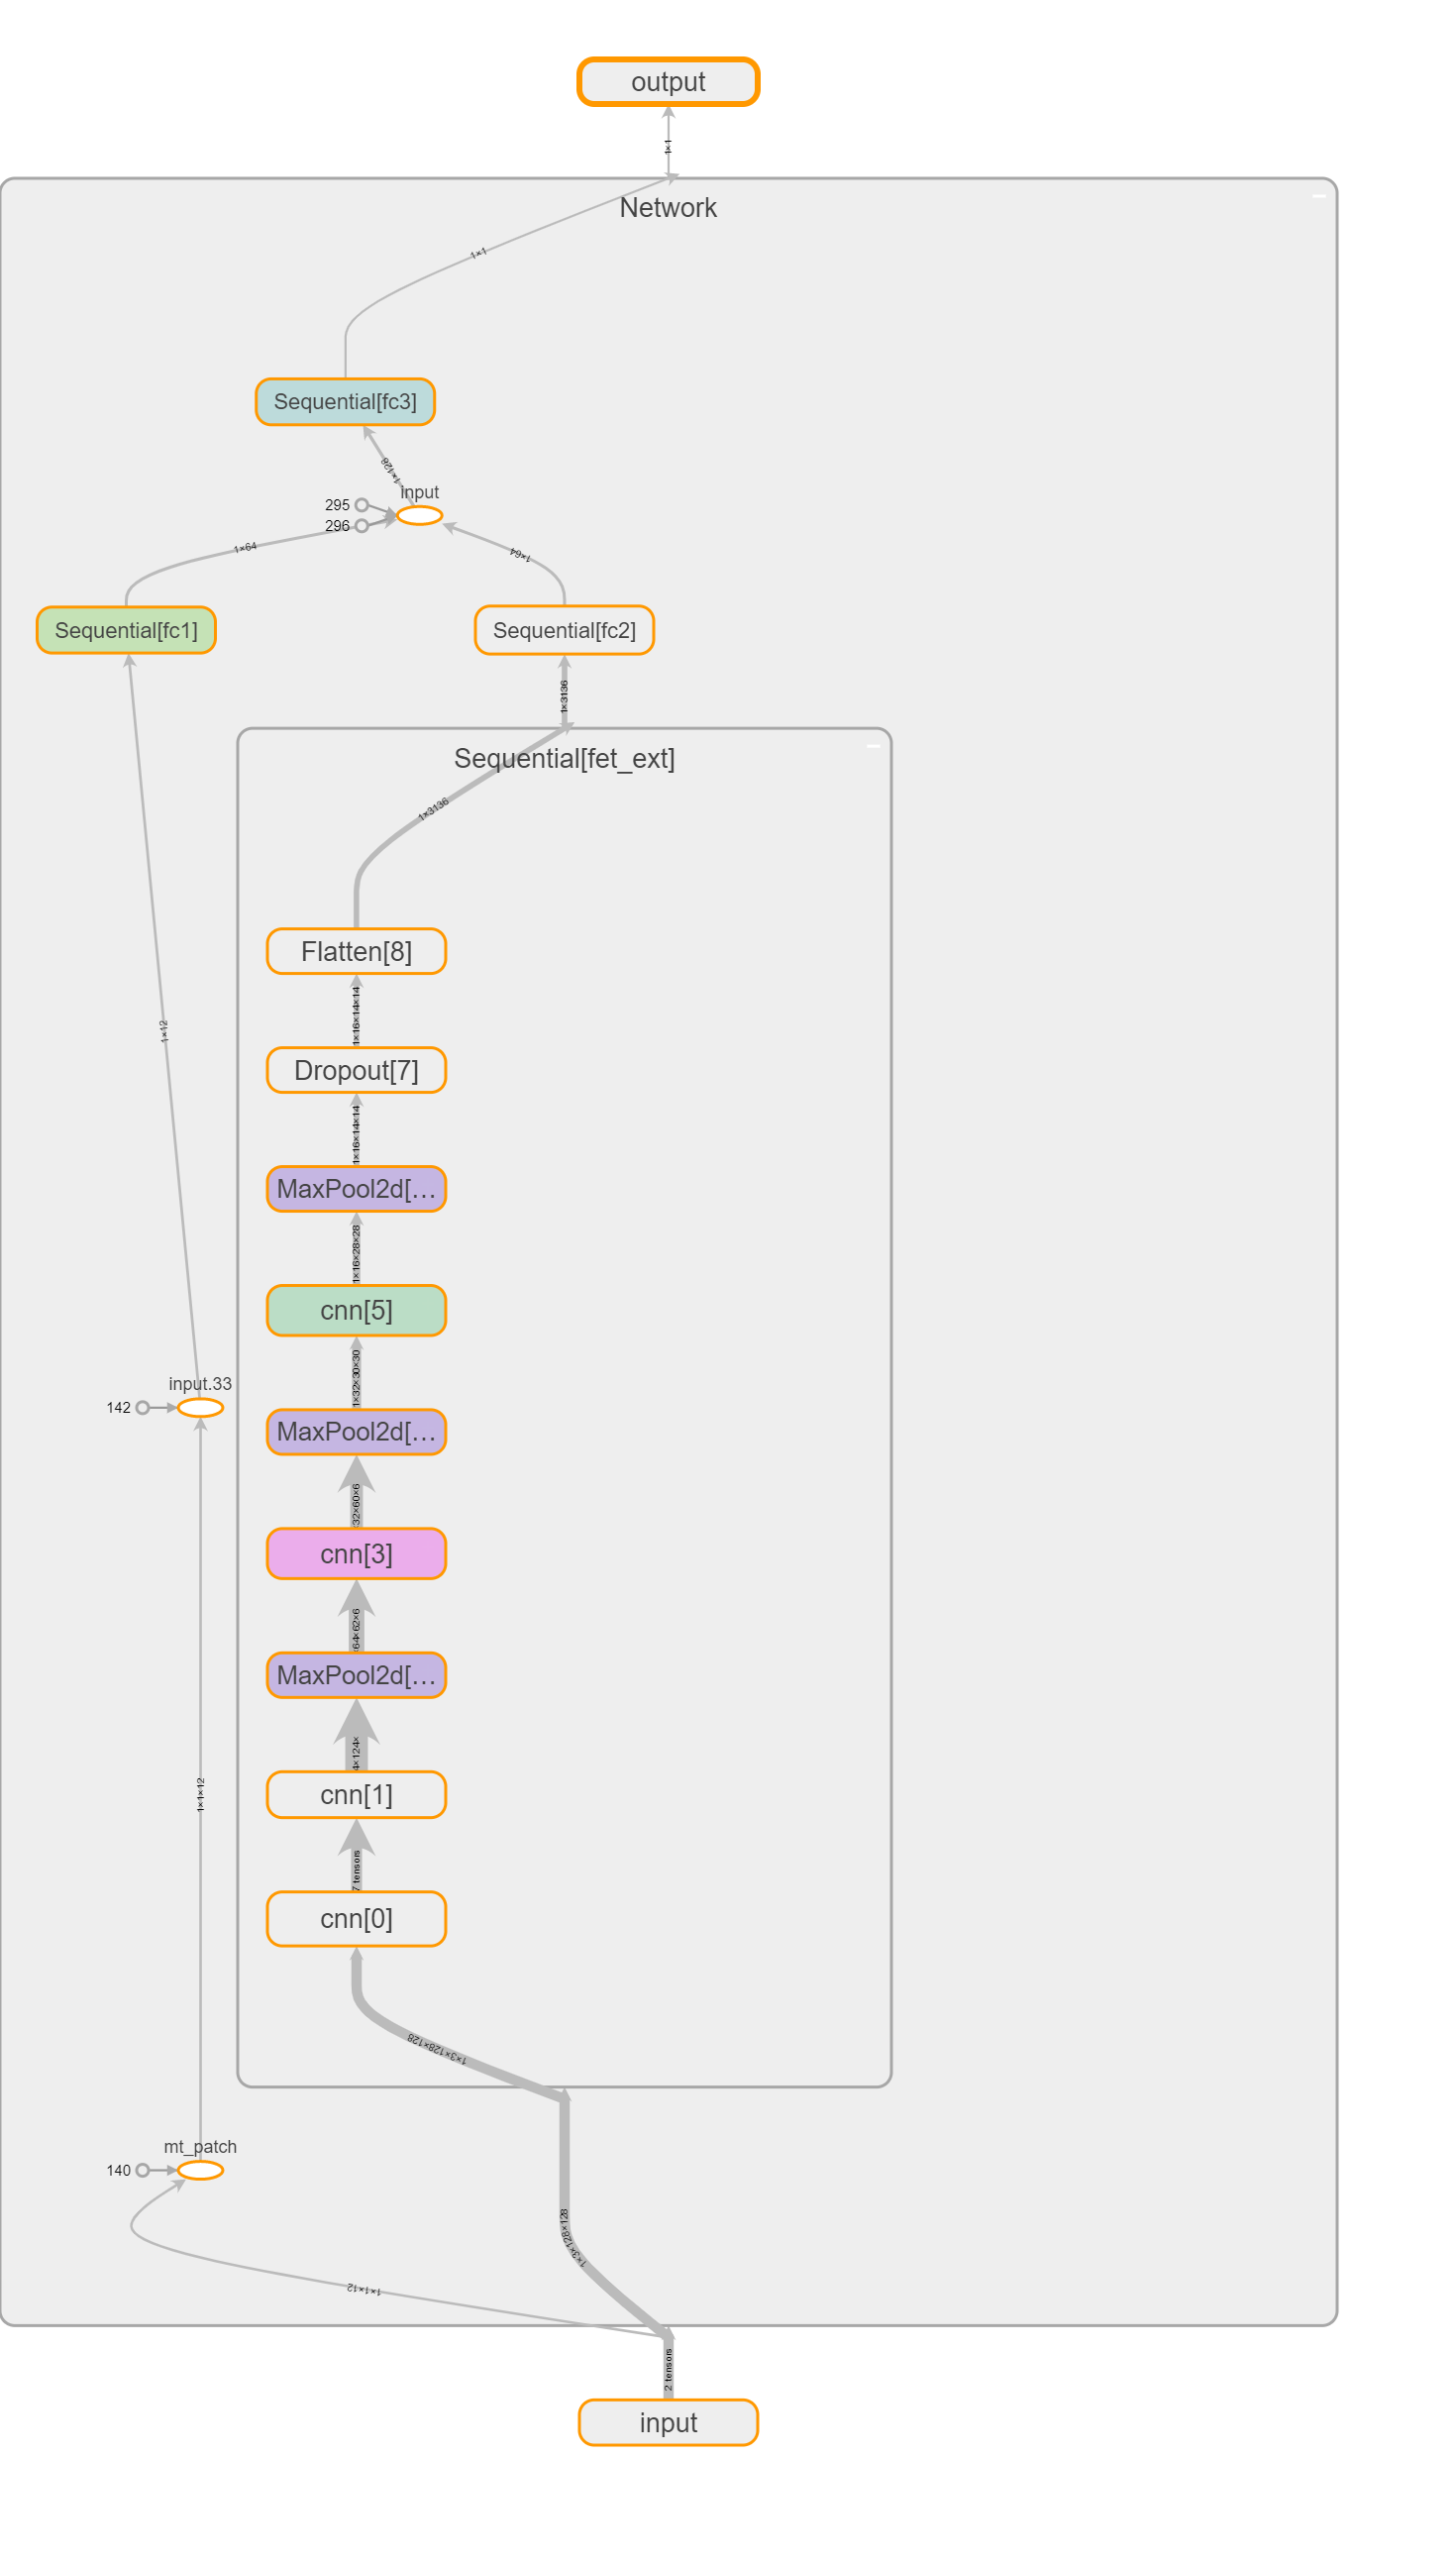 output
1×1
Network
1×1
Sequential[fc3]
1×128
input
295
296
1×64
1×64
Sequential[fc1]
Sequential[fc2]
1×3136
Sequential[fet_ext]
1×3136
Flatten[8]
1×16×14×14
1×12
Dropout[7]
1×16×14×14
MaxPool2d[…
1×16×28×28
cnn[5]
1×32×30×30
input.33
142
MaxPool2d[…
32×60×6
cnn[3]
64×62×6
MaxPool2d[…
4×124×
cnn[1]
1×1×12
7 tensors
cnn[0]
1×3×128×128
mt_patch
140
1×3×128×128
1×1×12
2 tensors
input